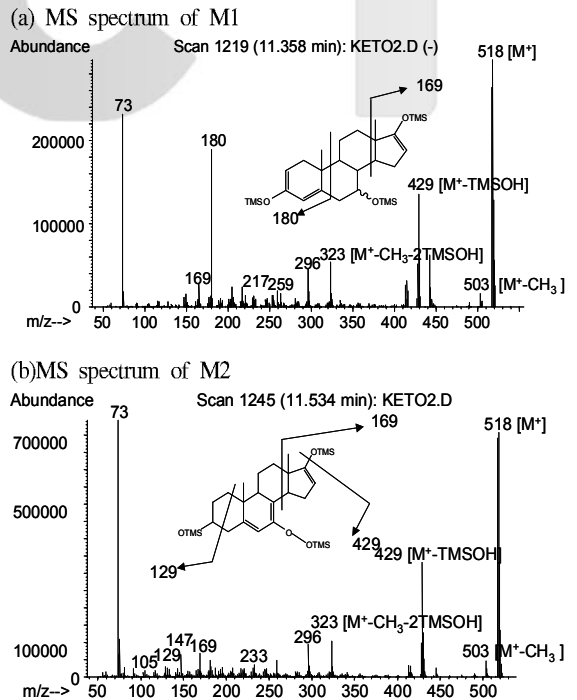 (a) MS spectrum of M1
Abundance
Scan 1219 (11.358 min): KETO2.D (-)
518 [M⁺]
73
169
180
OTMS
200000
429 [M⁺-TMSOH]
TMSO
OTMS
180
100000
323 [M⁺-CH₃-2TMSOH]
296
169
217
259
503 [M⁺-CH₃ ]
0
m/z-->
50 100 150 200 250 300 350 400 450 500
(b)MS spectrum of M2
Abundance
Scan 1245 (11.534 min): KETO2.D
73
169
518 [M⁺]
700000
OTMS
500000
OTMS
O
OTMS
429
429 [M⁺-TMSOH]
129
323 [M⁺-CH₃-2TMSOH]
100000
147
169
296
105
129
233
503 [M⁺-CH₃ ]
0
m/z-->
50 100 150 200 250 300 350 400 450 500